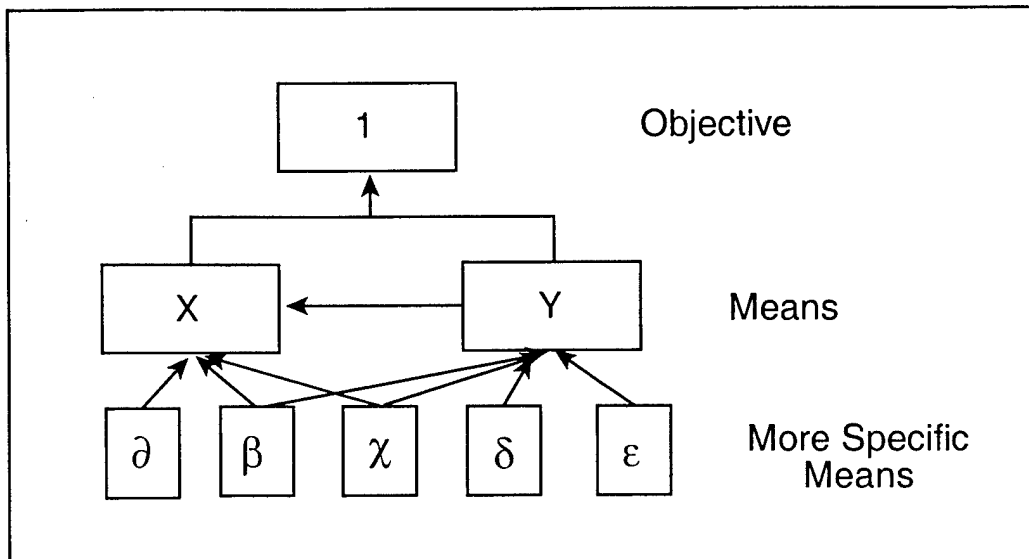 1
Objective
X
Y
Means
∂
β
χ
δ
ε
More Specific
Means